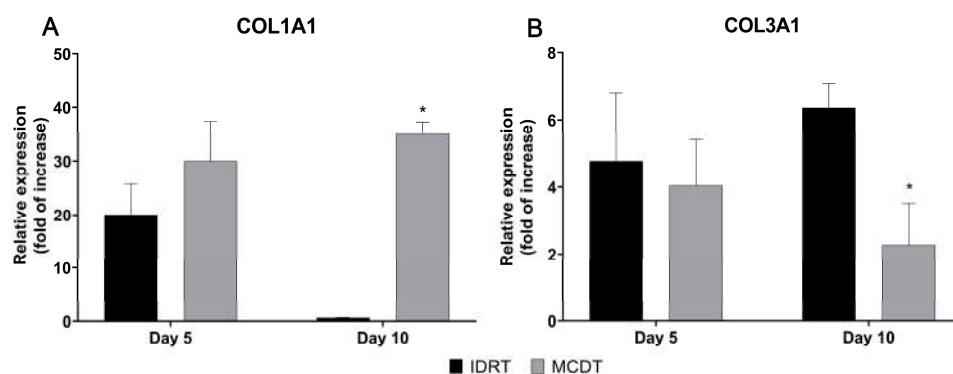 A
COL1A1
Relative expression
(fold of increase)
50
40
30
20
10
0
*
Day 5
Day 10
B
COL3A1
Relative expression
(fold of increase)
8
6
4
2
0
*
Day 5
Day 10
IDRT
MCDT